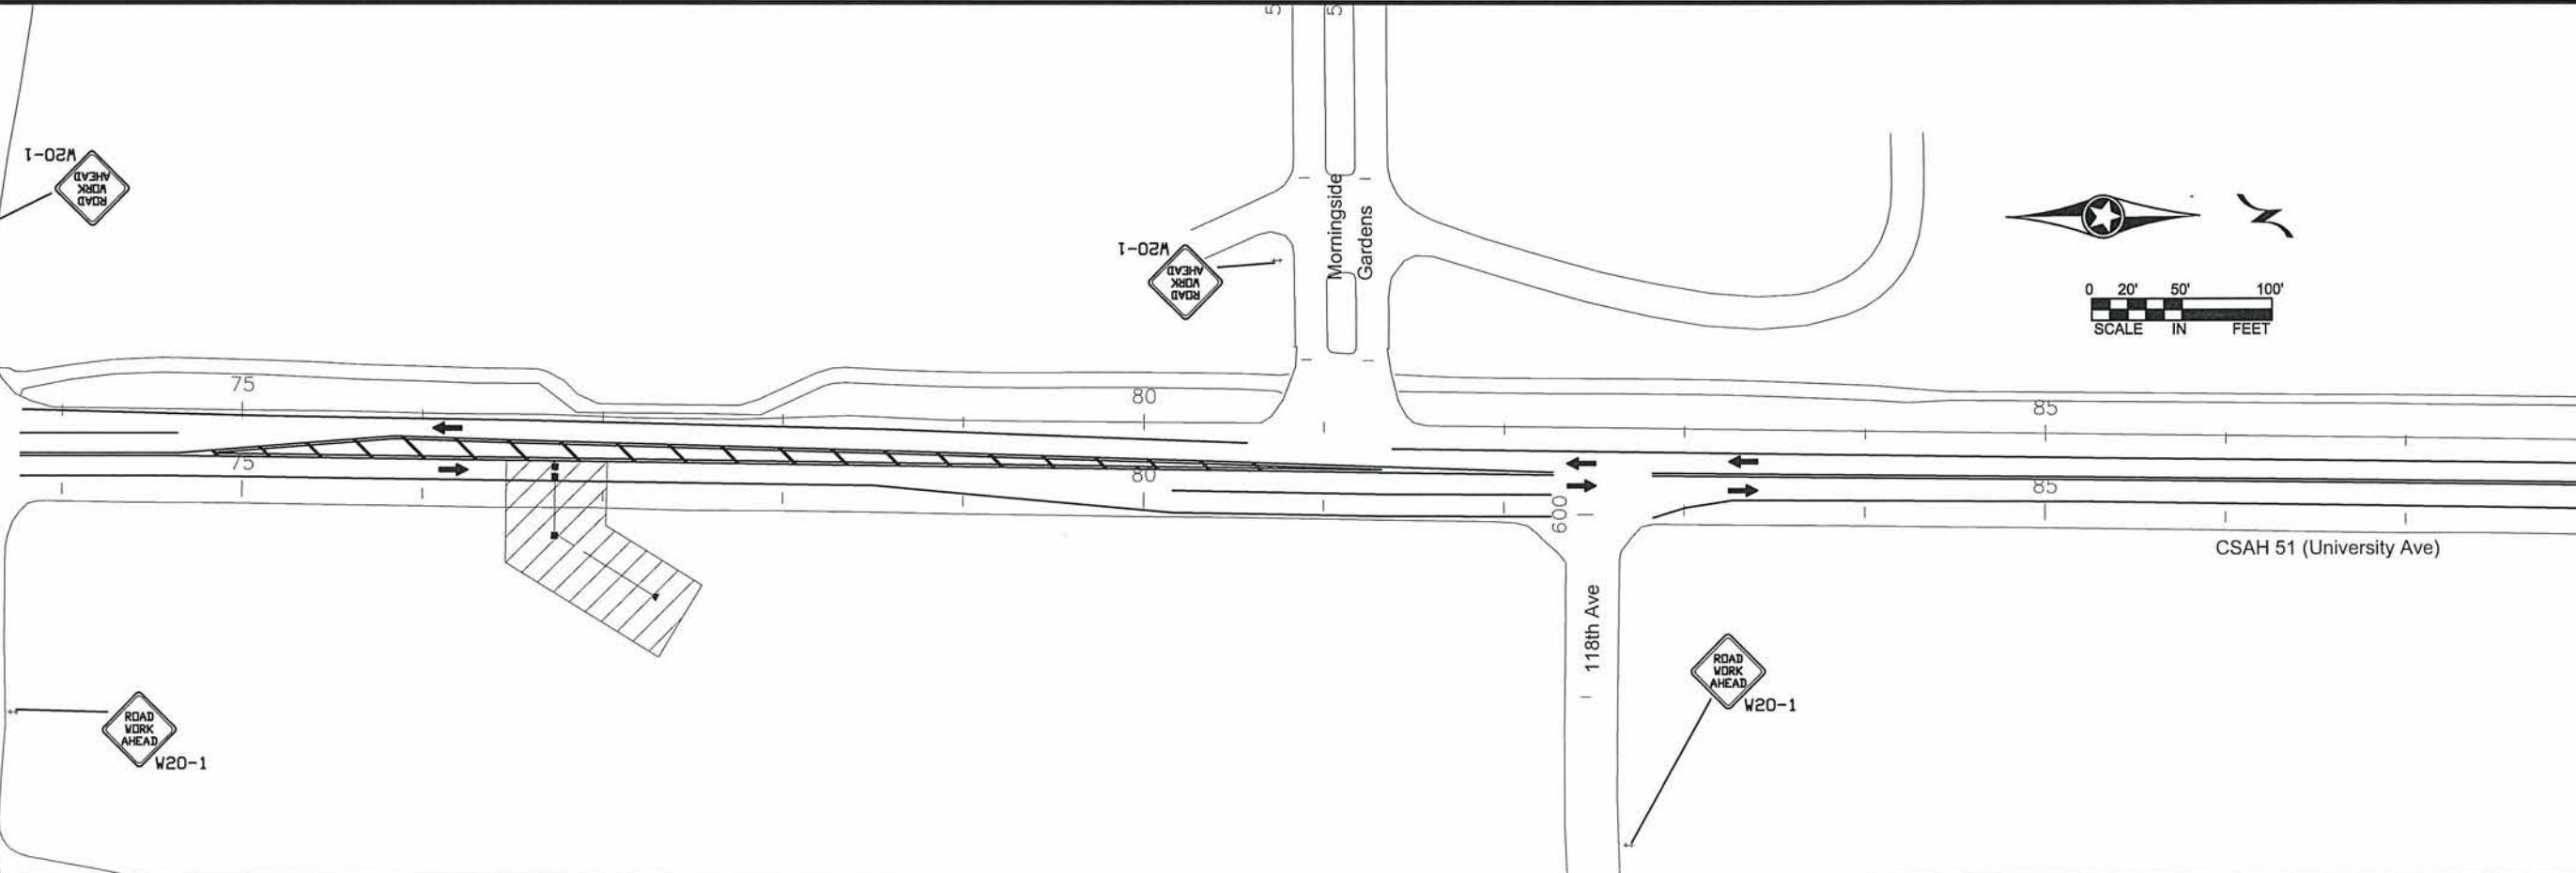 5
5
W20-1
ROAD
WORK
AHEAD
W20-1
ROAD
WORK
AHEAD
Morningside
Gardens
N
0 20' 50' 100'
SCALE IN FEET
75
80
85
75
80
85
600
CSAH 51 (University Ave)
118th Ave
ROAD
WORK
AHEAD
W20-1
ROAD
WORK
AHEAD
W20-1